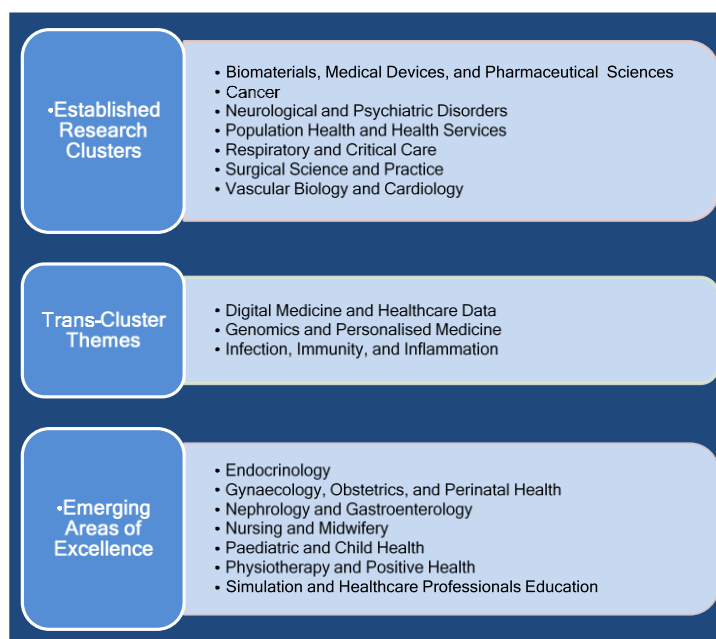 •Established
Research
Clusters
• Biomaterials, Medical Devices, and Pharmaceutical Sciences
• Cancer
• Neurological and Psychiatric Disorders
• Population Health and Health Services
• Respiratory and Critical Care
• Surgical Science and Practice
• Vascular Biology and Cardiology
Trans-Cluster
Themes
• Digital Medicine and Healthcare Data
• Genomics and Personalised Medicine
• Infection, Immunity, and Inflammation
•Emerging
Areas of
Excellence
• Endocrinology
• Gynaecology, Obstetrics, and Perinatal Health
• Nephrology and Gastroenterology
• Nursing and Midwifery
• Paediatric and Child Health
• Physiotherapy and Positive Health
• Simulation and Healthcare Professionals Education